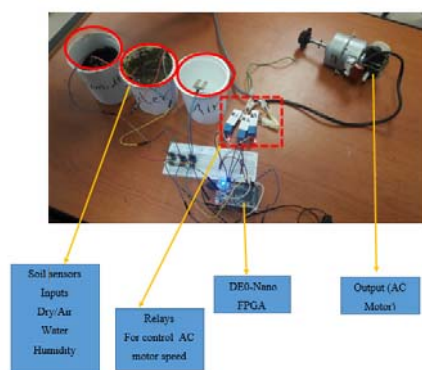 Air
Soil sensors
Inputs
Dry/Air
Water
Humidity
Relays
For control AC
motor speed
DE0-Nano
FPGA
Output (AC
Motor)